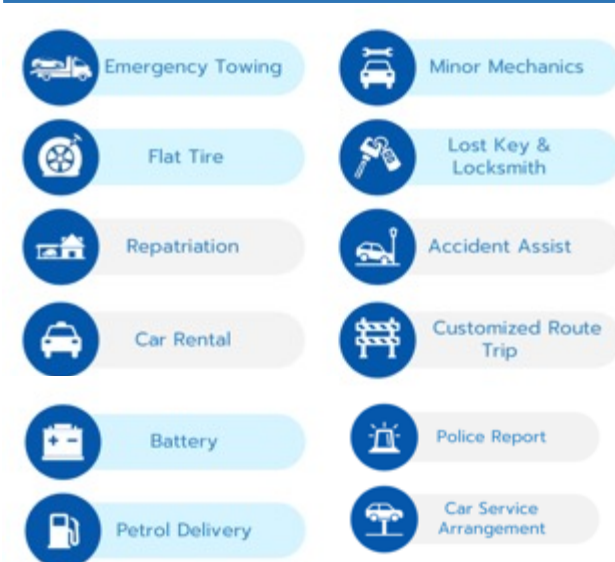 Emergency Towing
Minor Mechanics
Flat Tire
Lost Key &
Locksmith
Repatriation
Accident Assist
Car Rental
Customized Route
Trip
Battery
Police Report
Petrol Delivery
Car Service
Arrangement